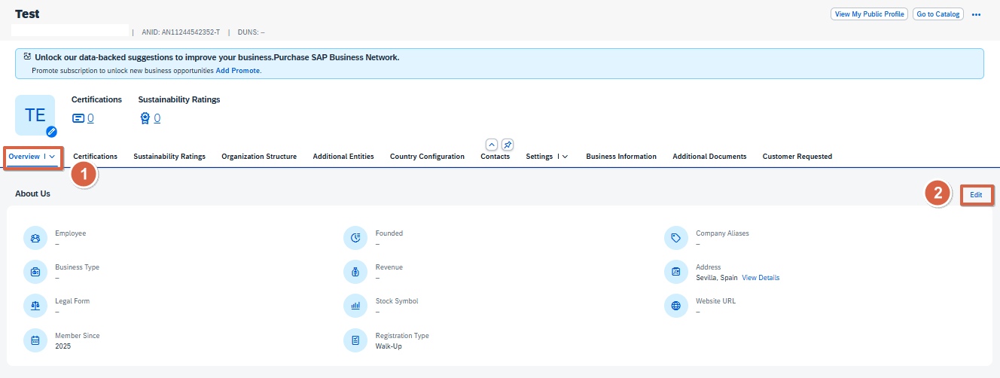 Test
View My Public Profile
Go to Catalog
| ANID: AN11244542352-T | DUNS: –
Unlock our data-backed suggestions to improve your business.Purchase SAP Business Network.
Promote subscription to unlock new business opportunities Add Promote.
TE
Certifications
0
Sustainability Ratings
0
Overview Certifications Sustainability Ratings Organization Structure Additional Entities Country Configuration Contacts Settings Business Information Additional Documents Customer Requested
1
About Us
2
Edit
Employee
–
Founded
–
Company Aliases
–
Business Type
–
Revenue
–
Address
Sevilla, Spain View Details
Legal Form
–
Stock Symbol
–
Website URL
–
Member Since
2025
Registration Type
Walk-Up